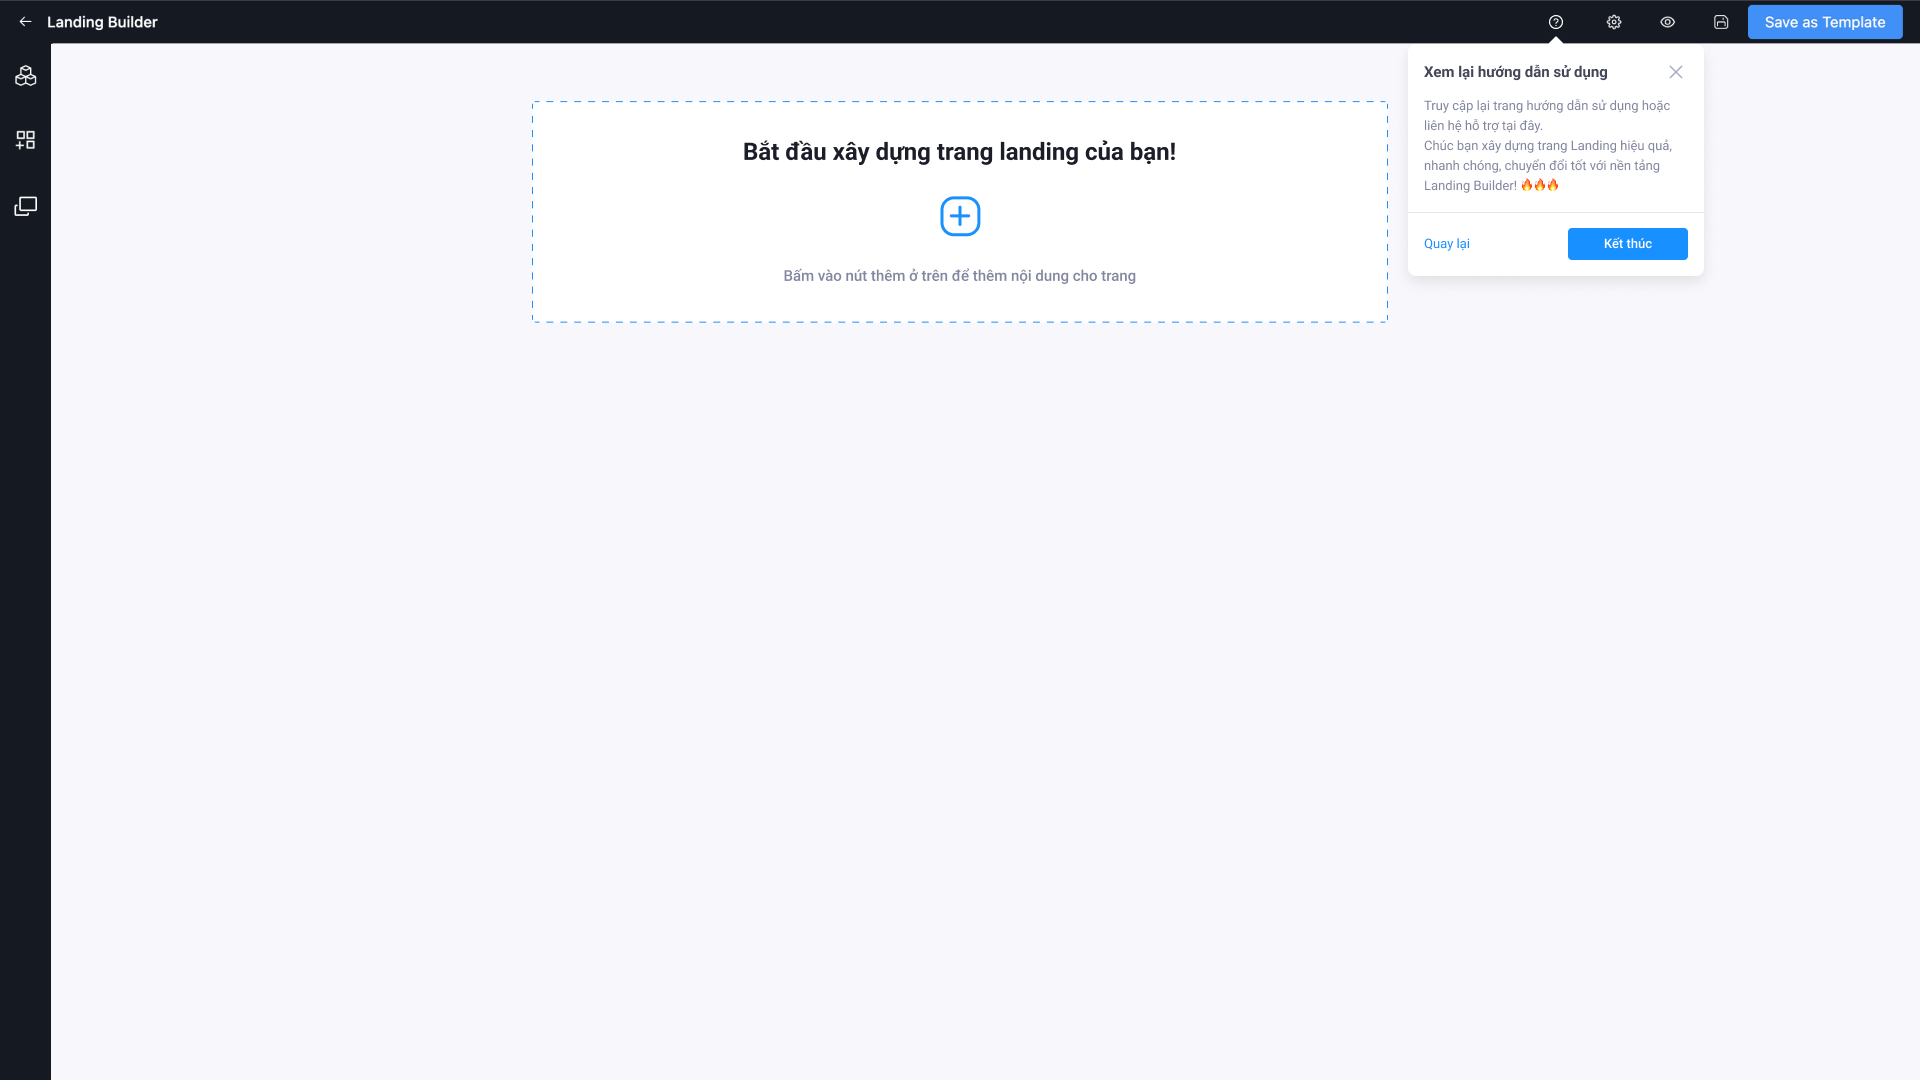 Landing Builder
Save as Template
Xem lại hướng dẫn sử dụng
Truy cập lại trang hướng dẫn sử dụng hoặc
liên hệ hỗ trợ tại đây.
Chúc bạn xây dựng trang Landing hiệu quả,
nhanh chóng, chuyển đổi tốt với nền tảng
Landing Builder! 🔥🔥🔥
Quay lại
Kết thúc
Bắt đầu xây dựng trang landing của bạn!
Bấm vào nút thêm ở trên để thêm nội dung cho trang